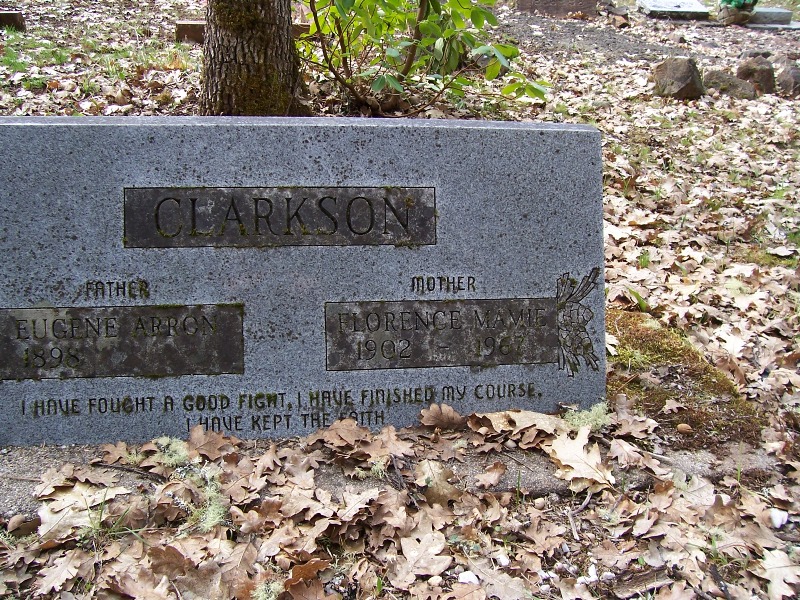 CLARKSON
FATHER
EUGENE ARRON
1898
MOTHER
FLORENCE MAMIE
1902 - 1967
I HAVE FOUGHT A GOOD FIGHT, I HAVE FINISHED MY COURSE,
I HAVE KEPT THE FAITH